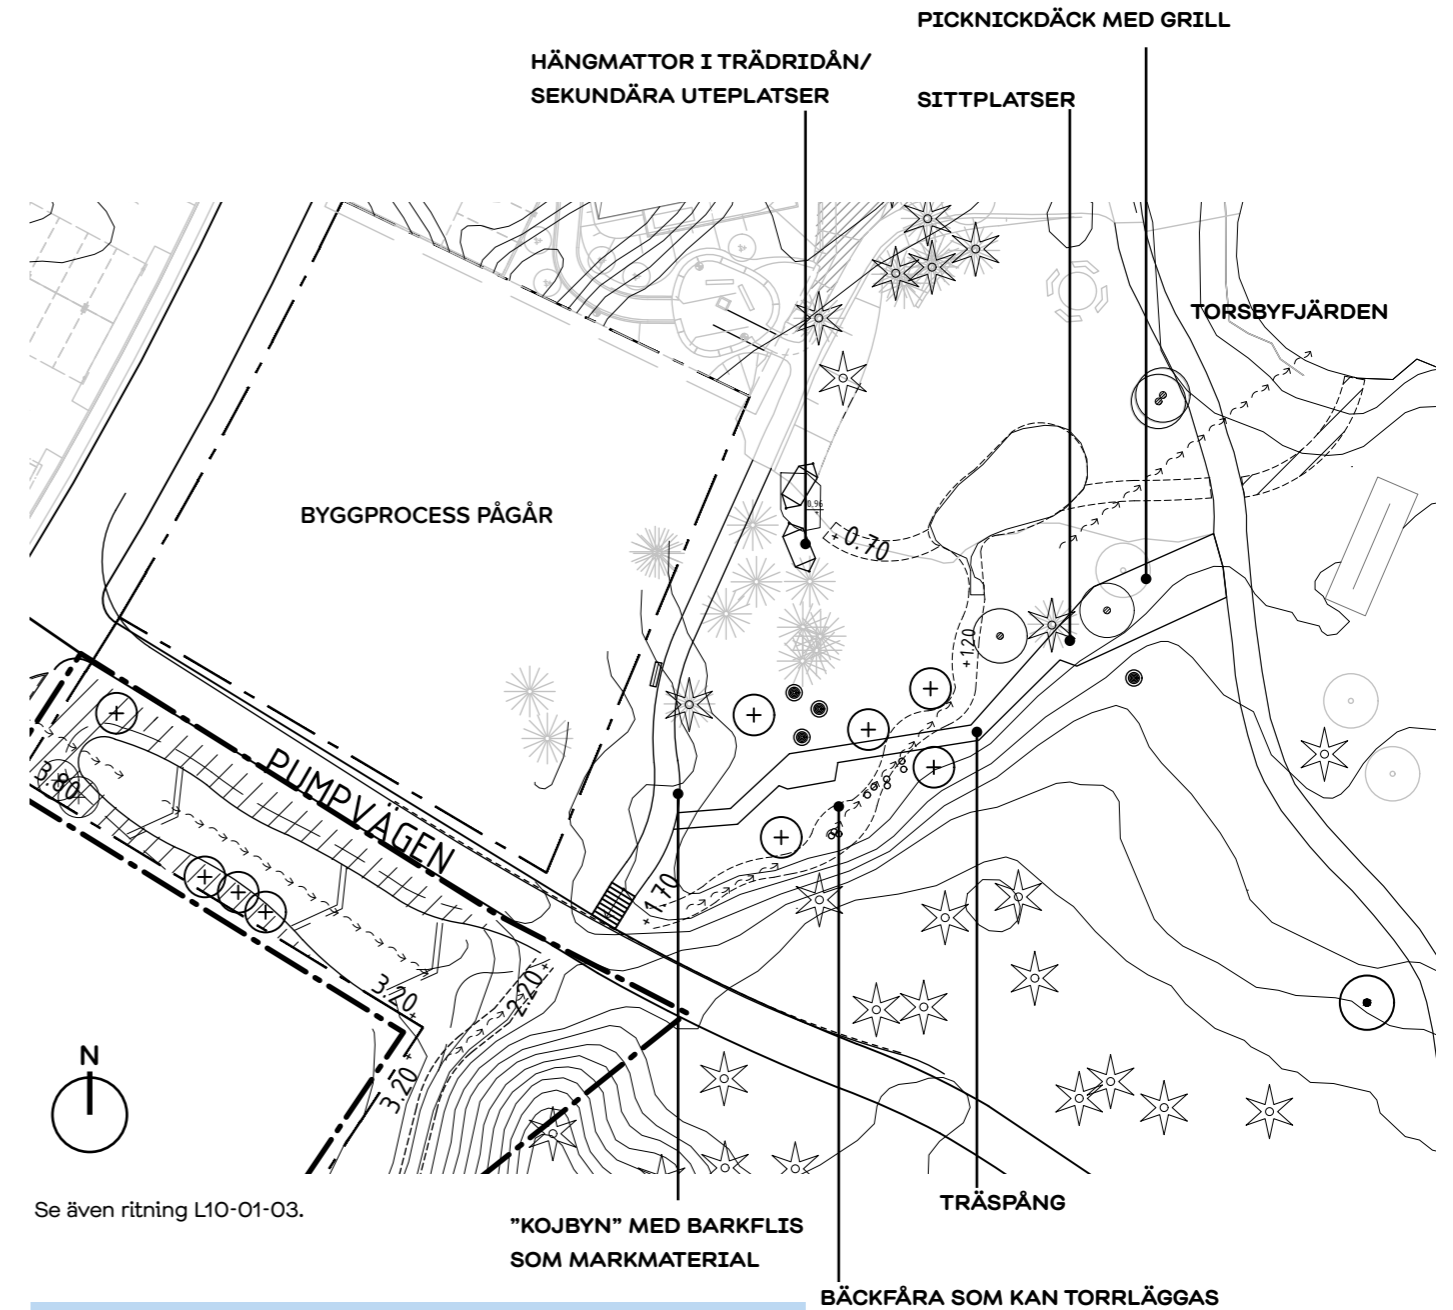 PICKNICKDÄCK MED GRILL
HÄNGMATTOR I TRÄDRIDÅN/
SEKUNDÄRA UTEPLATSER
SITTPLATSER
TORSBYFJÄRDEN
BYGGPROCESS PÅGÅR
0.96
+0.70
+1.20
3.80
PUMPVÄGEN
+1.70
3.20
2.20
3.20
N
Se även ritning L10-01-03.
TRÄSPÅNG
"KOJBYN" MED BARKFLIS
SOM MARKMATERIAL
BÄCKFÅRA SOM KAN TORRLÄGGAS